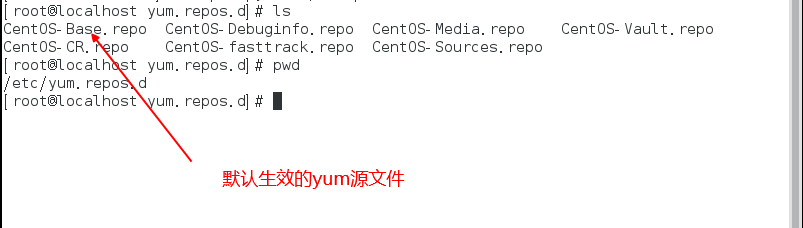 [root@localhost yum.repos.d]# ls
CentOS-Base.repo  CentOS-Debuginfo.repo  CentOS-Media.repo    CentOS-Vault.repo
CentOS-CR.repo    CentOS-fasttrack.repo  CentOS-Sources.repo
[root@localhost yum.repos.d]# pwd
/etc/yum.repos.d
[root@localhost yum.repos.d]#
默认生效的yum源文件